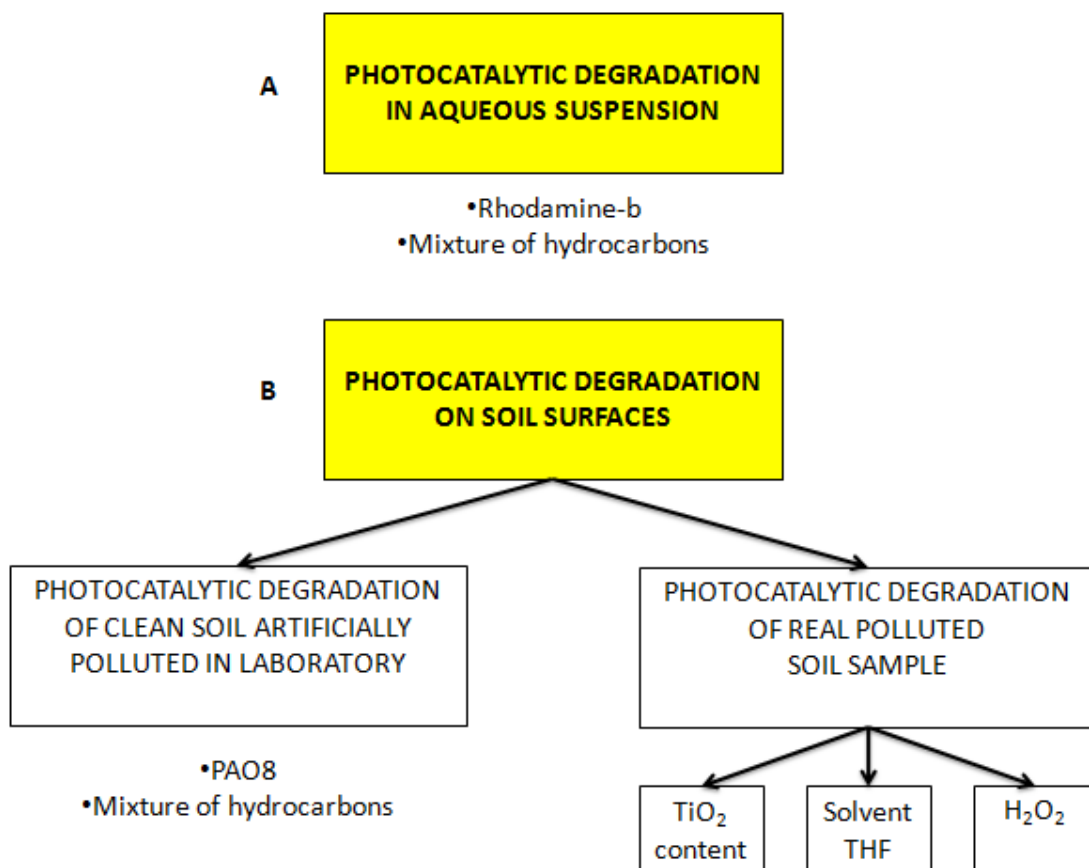 A
PHOTOCATALYTIC DEGRADATION
IN AQUEOUS SUSPENSION
•Rhodamine-b
•Mixture of hydrocarbons
B
PHOTOCATALYTIC DEGRADATION
ON SOIL SURFACES
PHOTOCATALYTIC DEGRADATION
OF CLEAN SOIL ARTIFICIALLY
POLLUTED IN LABORATORY
•PAO8
•Mixture of hydrocarbons
PHOTOCATALYTIC DEGRADATION
OF REAL POLLUTED
SOIL SAMPLE
TiO₂
content
Solvent
THF
H₂O₂